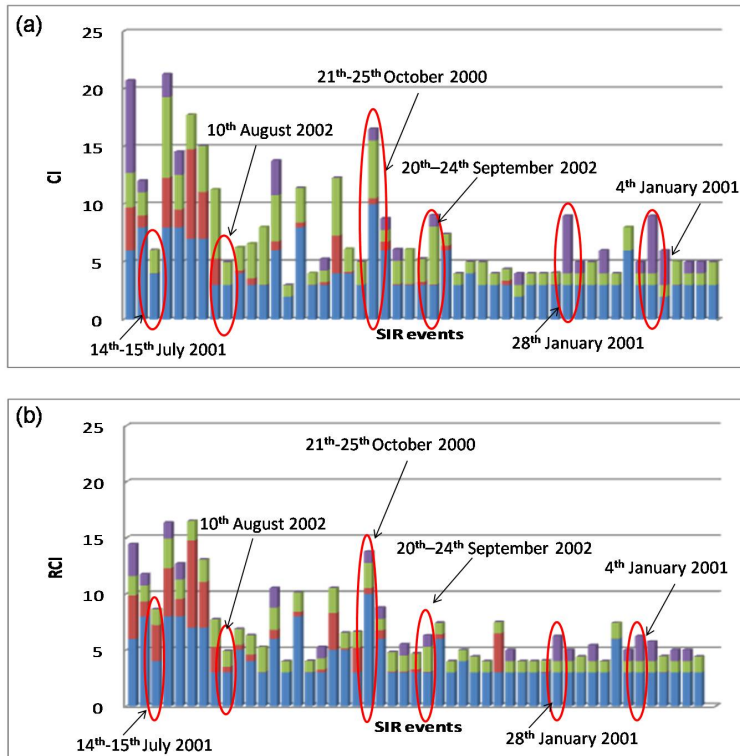 (a)
25
20
15
10
5
0
CI
21th-25th October 2000
10th August 2002
20th–24th September 2002
4th January 2001
14th-15th July 2001
SIR events
28th January 2001
(b)
25
20
15
10
5
0
RCI
21th-25th October 2000
10th August 2002
20th–24th September 2002
4th January 2001
14th-15th July 2001
SIR events
28th January 2001